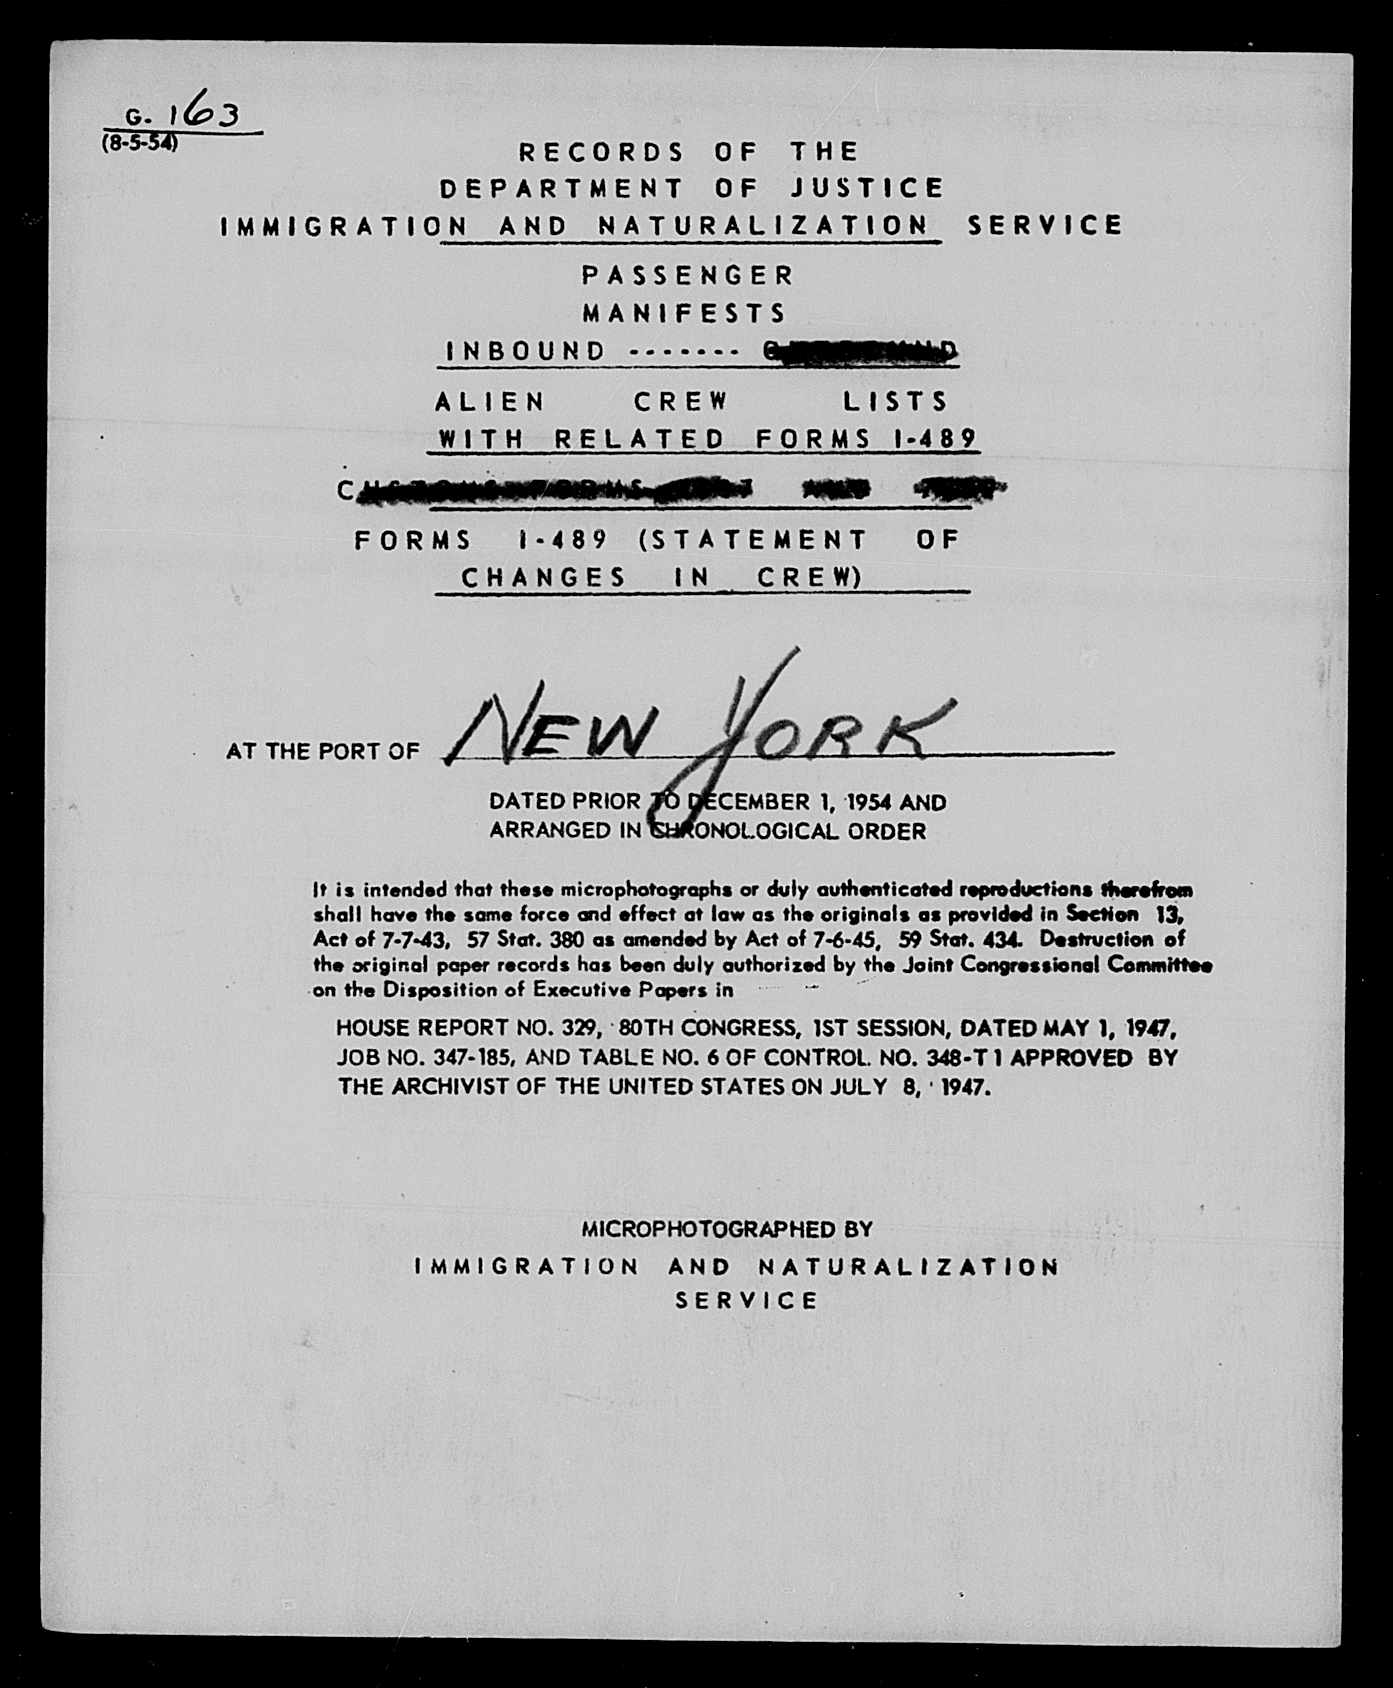 G. 163
(8-5-54)
RECORDS OF THE
DEPARTMENT OF JUSTICE
IMMIGRATION AND NATURALIZATION SERVICE
PASSENGER
MANIFESTS
INBOUND -------
ALIEN CREW LISTS
WITH RELATED FORMS I-489
FORMS I-489 (STATEMENT OF
CHANGES IN CREW)
AT THE PORT OF NEW YORK
DATED PRIOR TO DECEMBER 1, 1954 AND
ARRANGED IN CHRONOLOGICAL ORDER
It is intended that these microphotographs or duly authenticated reproductions therefrom
shall have the same force and effect at law as the originals as provided in Section 13,
Act of 7-7-43, 57 Stat. 380 as amended by Act of 7-6-45, 59 Stat. 434. Destruction of
the original paper records has been duly authorized by the Joint Congressional Committee
on the Disposition of Executive Papers in
HOUSE REPORT NO. 329, 80TH CONGRESS, 1ST SESSION, DATED MAY 1, 1947,
JOB NO. 347-185, AND TABLE NO. 6 OF CONTROL NO. 348-T1 APPROVED BY
THE ARCHIVIST OF THE UNITED STATES ON JULY 8, 1947.
MICROPHOTOGRAPHED BY
IMMIGRATION AND NATURALIZATION
SERVICE